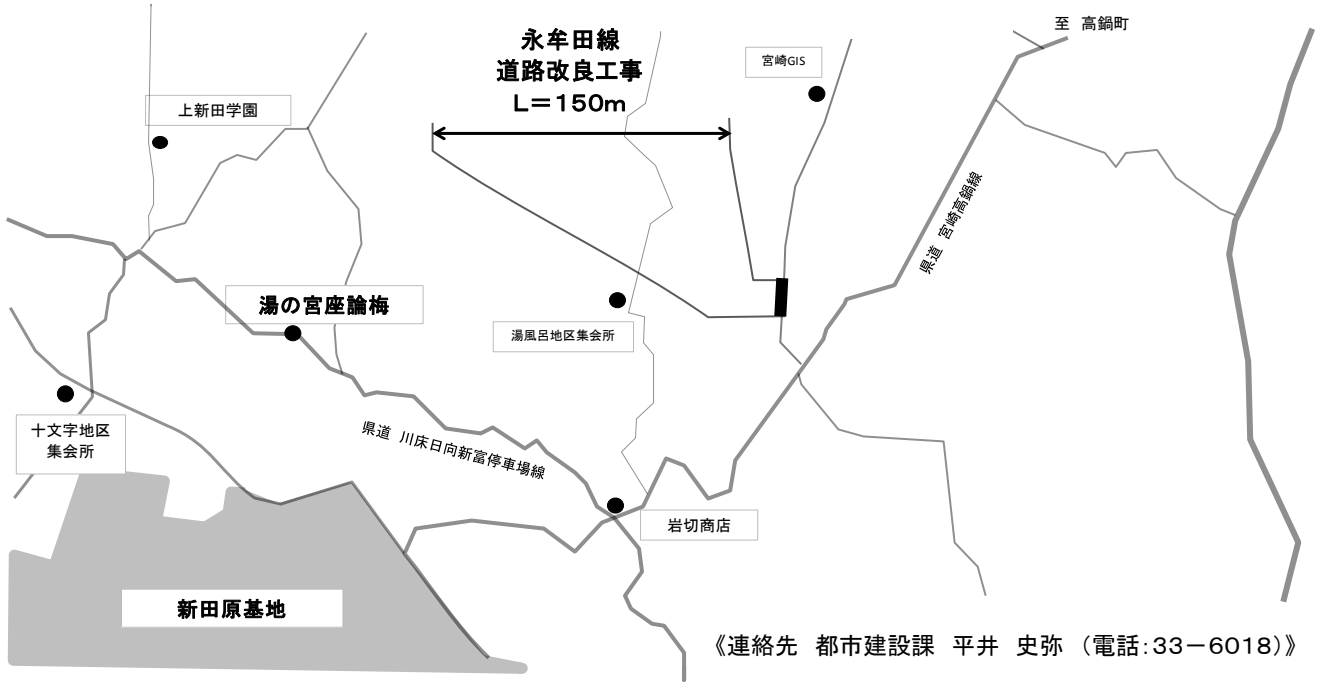 至 高鍋町
永牟田線
道路改良工事
L=150m
宮崎GIS
上新田学園
県道 宮崎高鍋線
湯の宮座論梅
湯風呂地区集会所
十文字地区
集会所
県道 川床日向新富停車場線
岩切商店
新田原基地
《連絡先 都市建設課 平井 史弥 (電話:33-6018)》